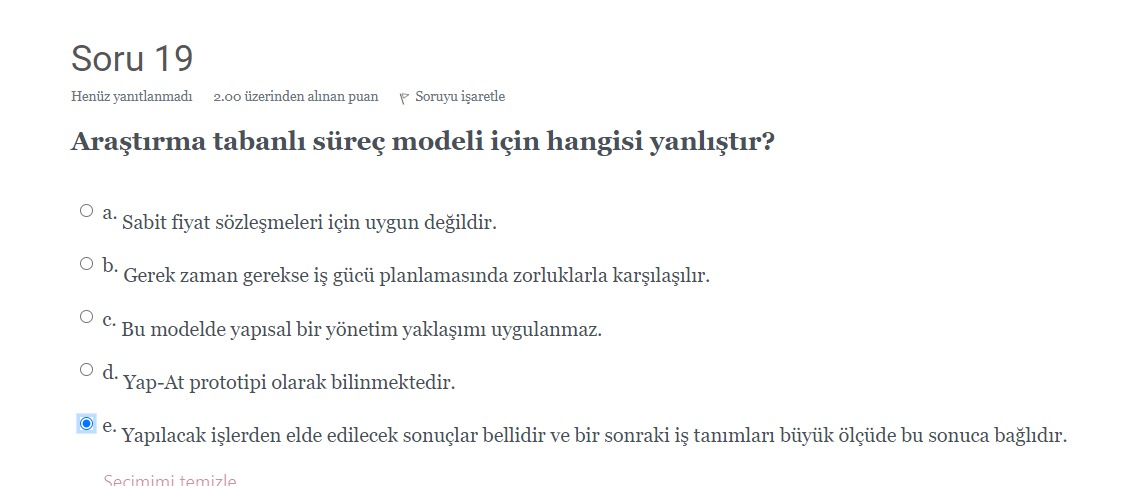 Soru 19
Henüz yanıtlanmadı 2.00 üzerinden alınan puan Soruyu işaretle
Araştırma tabanlı süreç modeli için hangisi yanlıştır?
a. Sabit fiyat sözleşmeleri için uygun değildir.
b. Gerek zaman gerekse iş gücü planlamasında zorluklarla karşılaşılır.
c. Bu modelde yapısal bir yönetim yaklaşımı uygulanmaz.
d. Yap-At prototipi olarak bilinmektedir.
e. Yapılacak işlerden elde edilecek sonuçlar bellidir ve bir sonraki iş tanımları büyük ölçüde bu sonuca bağlıdır.
Seçimimi temizle